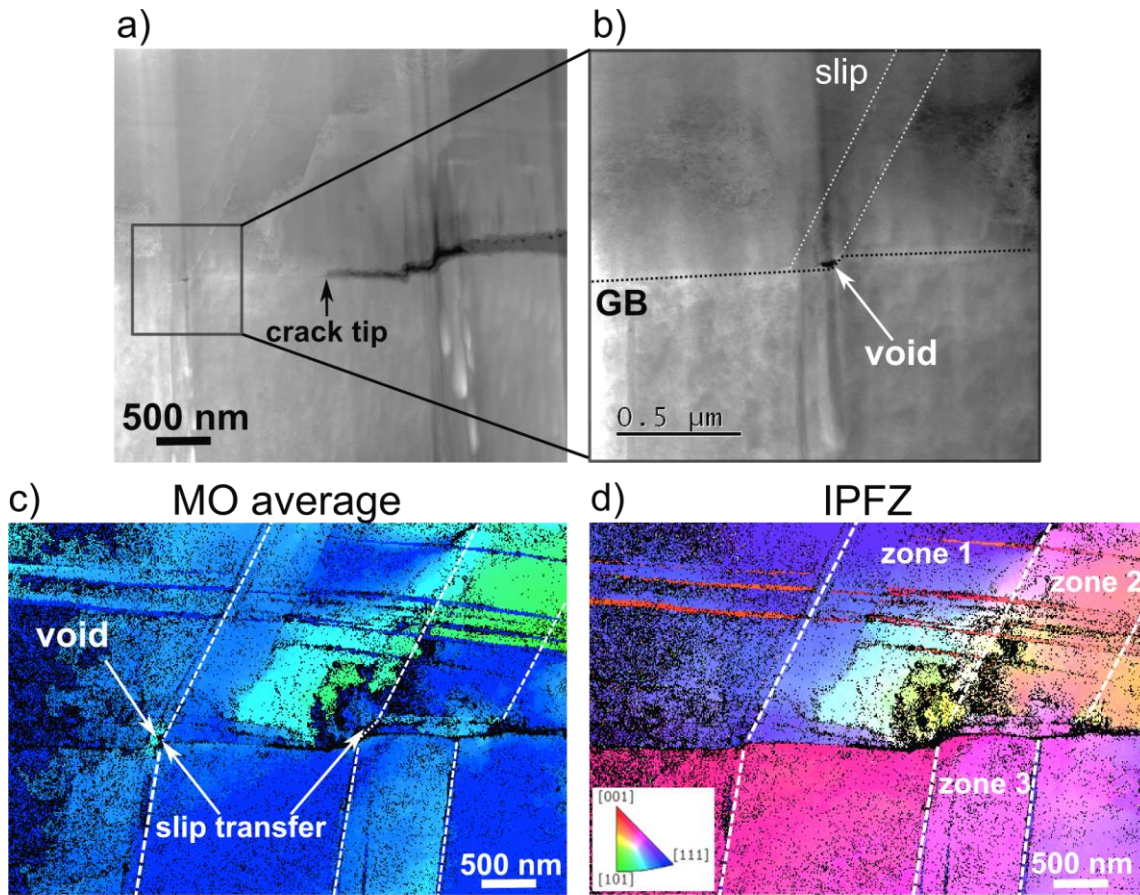 a)
b)
slip
GB
void
crack tip
500 nm
0.5 µm
c)
MO average
d)
IPFZ
void
slip transfer
500 nm
zone 1
zone 2
zone 3
[001]
[111]
[101]
500 nm